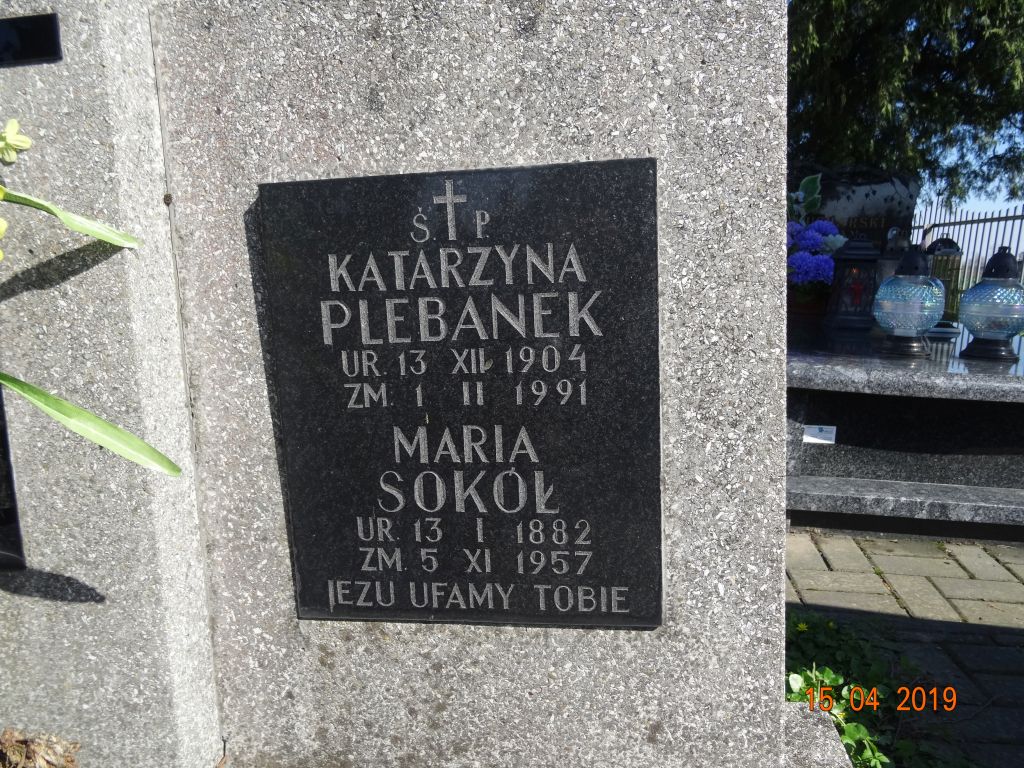 Ś P
KATARZYNA
PLEBANEK
UR. 13 XII 1904
ZM. 1 II 1991
MARIA
SOKÓŁ
UR. 13 I 1882
ZM. 5 XI 1957
JEZU UFAMY TOBIE
15 04 2019